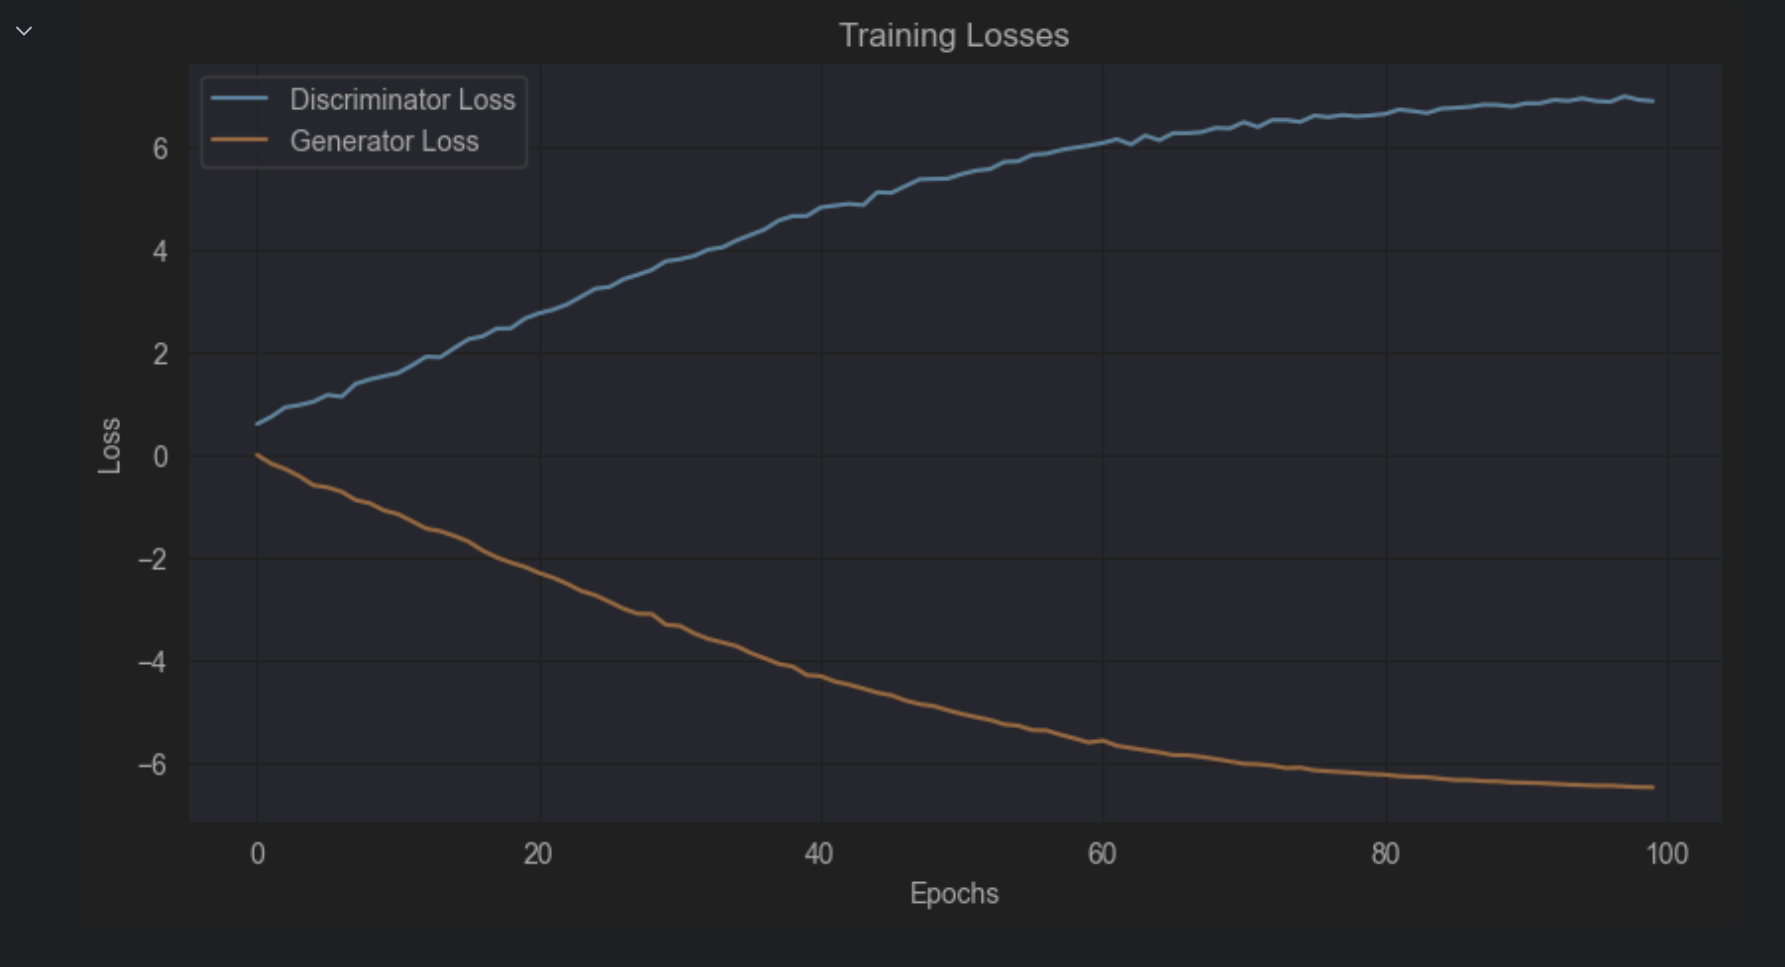 Training Losses
Discriminator Loss
Generator Loss
6
4
2
0
−2
−4
−6
Loss
0 20 40 60 80 100
Epochs